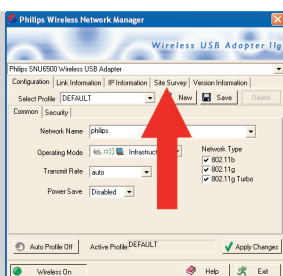 Philips Wireless Network Manager
Wireless USB Adapter 11g
Philips SNU6500 Wireless USB Adapter
Configuration Link Information IP Information Site Survey Version Information
Select Profile DEFAULT New Save Delete
Common Security
Network Name philips
Operating Mode Infrastruct
Network Type
802.11b
Transmit Rate auto
802.11g
802.11g Turbo
Power Save Disabled
Auto Profile Off Active Profile DEFAULT Apply Changes
Wireless On Help Exit